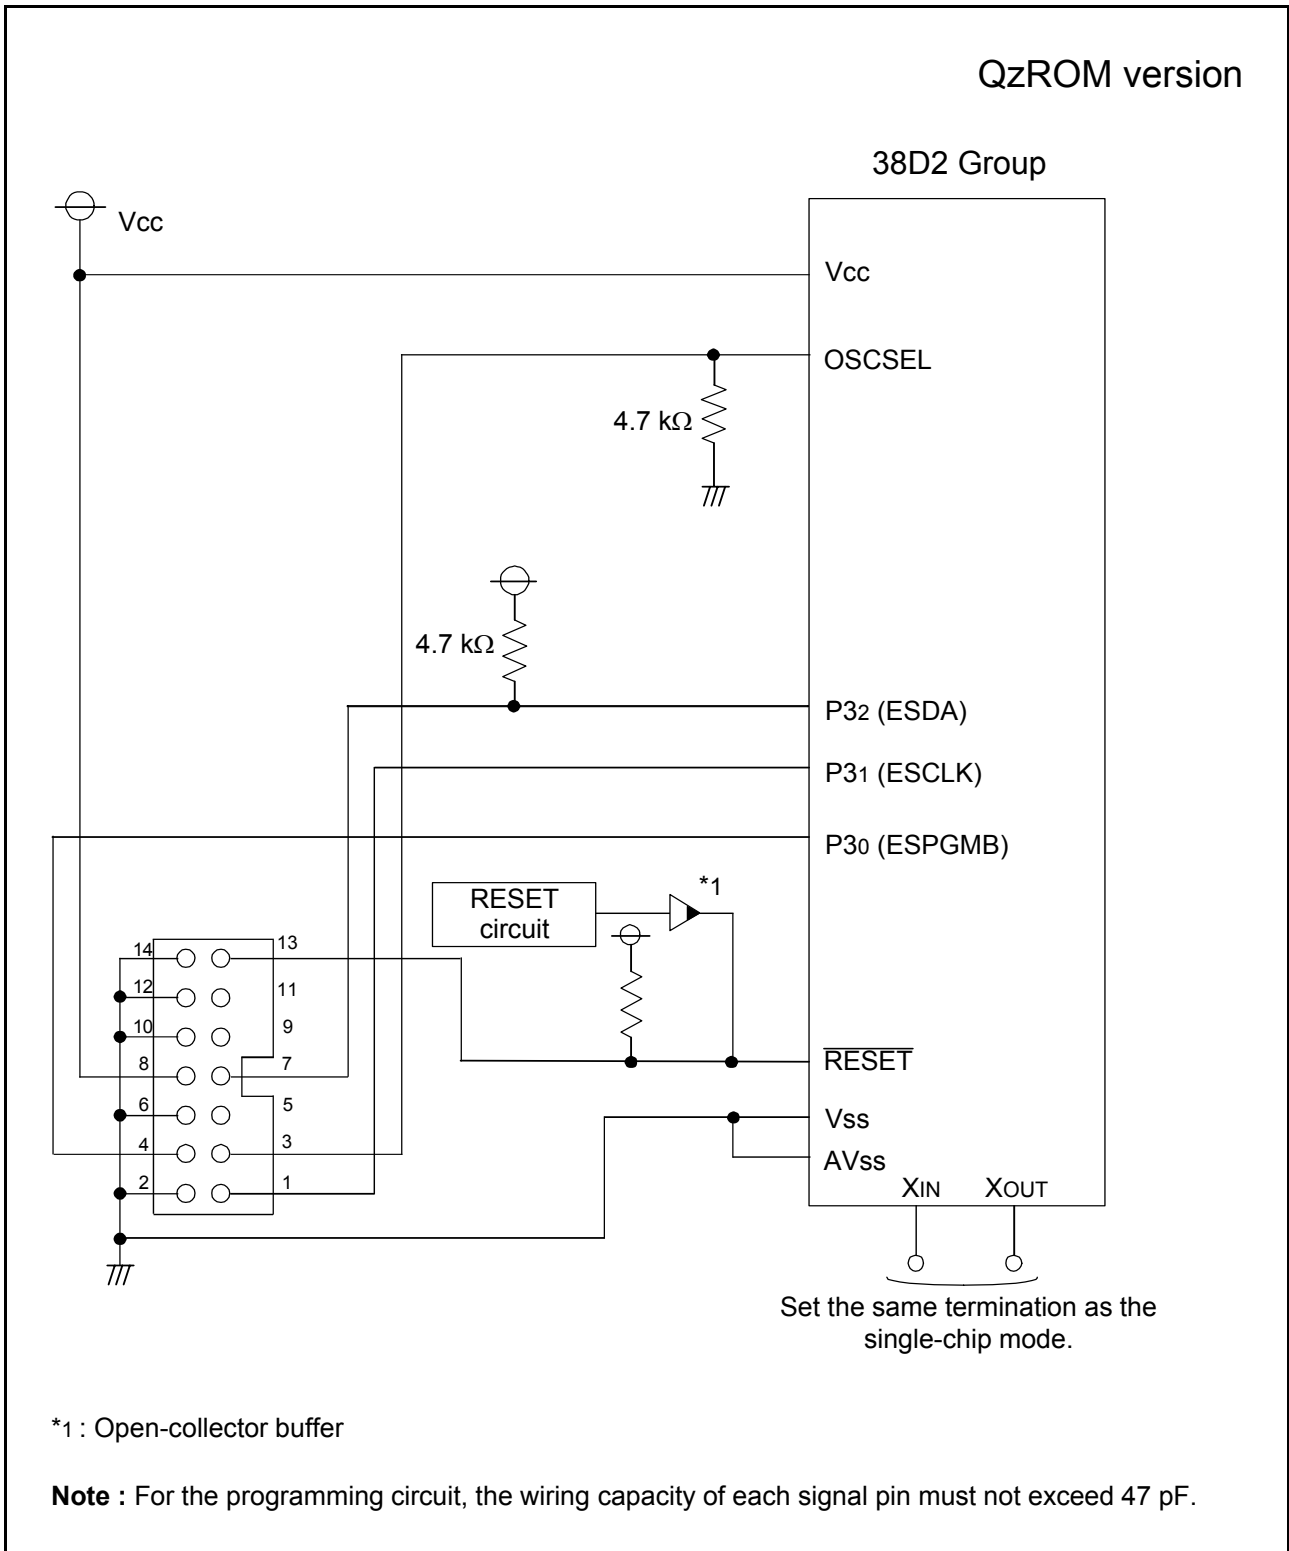 QzROM version
38D2 Group
Vcc
Vcc
OSCSEL
4.7 kΩ
4.7 kΩ
P32 (ESDA)
P31 (ESCLK)
P30 (ESPGMB)
*1
RESET
circuit
14
13
12
11
10
9
8
7
6
5
4
3
2
1
RESET
Vss
AVss
XIN
XOUT
Set the same termination as the
single-chip mode.
*1 : Open-collector buffer
Note : For the programming circuit, the wiring capacity of each signal pin must not exceed 47 pF.